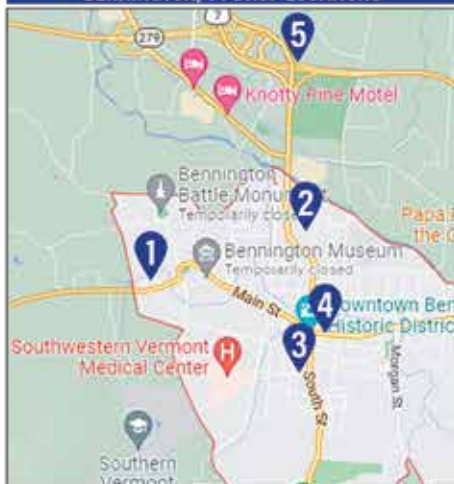 7
5
279
Knotty Pine Motel
Bennington
Battle Monument
Temporarily closed
2
Papa
the
1
Bennington Museum
Temporarily closed
Main St
4
Downtown Ben
Historic District
3
Southwestern Vermont
Medical Center
H
South St
Morgan St
Southern
Vermont